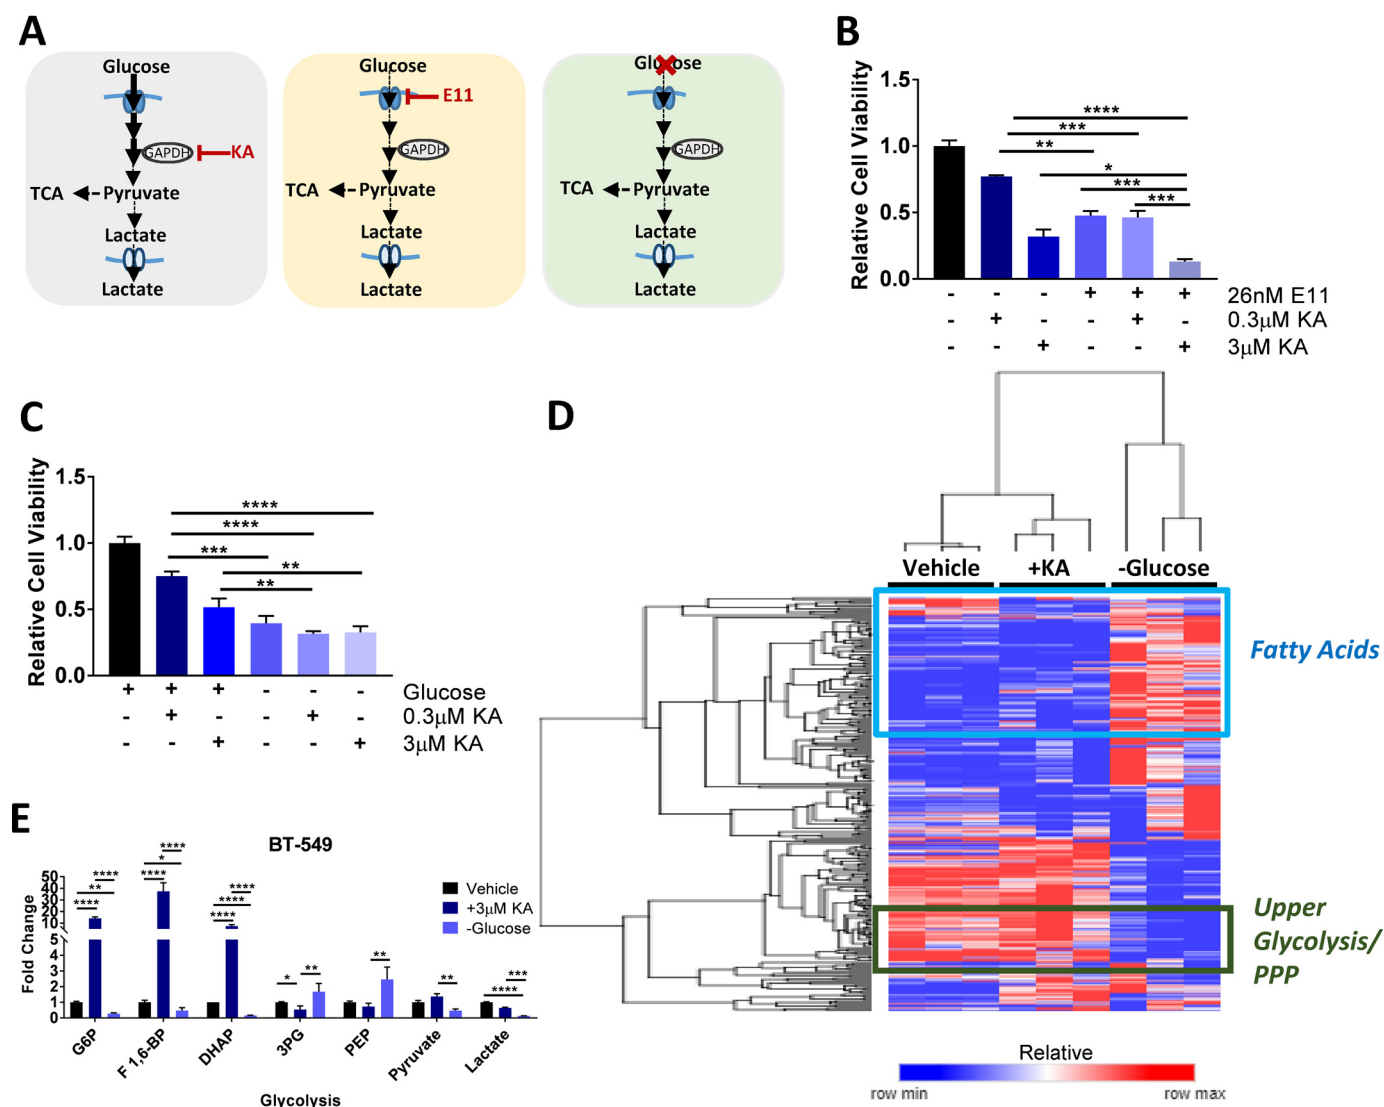 A
Glucose
GAPDH
KA
TCA
Pyruvate
Lactate
Lactate
Glucose
E11
GAPDH
TCA
Pyruvate
Lactate
Lactate
Glucose
GAPDH
TCA
Pyruvate
Lactate
Lactate
B
Relative Cell Viability
1.5
1.0
0.5
0.0
****
***
**
*
***
***
- - - + + + 26nM E11
- + - - + - 0.3μM KA
- - + - - + 3μM KA
C
Relative Cell Viability
1.5
1.0
0.5
0.0
****
****
***
**
**
+ + + - - - Glucose
- + - - + - 0.3μM KA
- - + - - + 3μM KA
D
Vehicle +KA -Glucose
Fatty Acids
Upper
Glycolysis/
PPP
Relative
row min row max
E
BT-549
Fold Change
50
40
30
20
10
5
4
3
2
1
0
****
**
****
****
*
****
****
****
****
* **
**
**
***
****
Vehicle
+3μM KA
-Glucose
G6P
F 1,6-BP
DHAP
3PG
PEP
Pyruvate
Lactate
Glycolysis